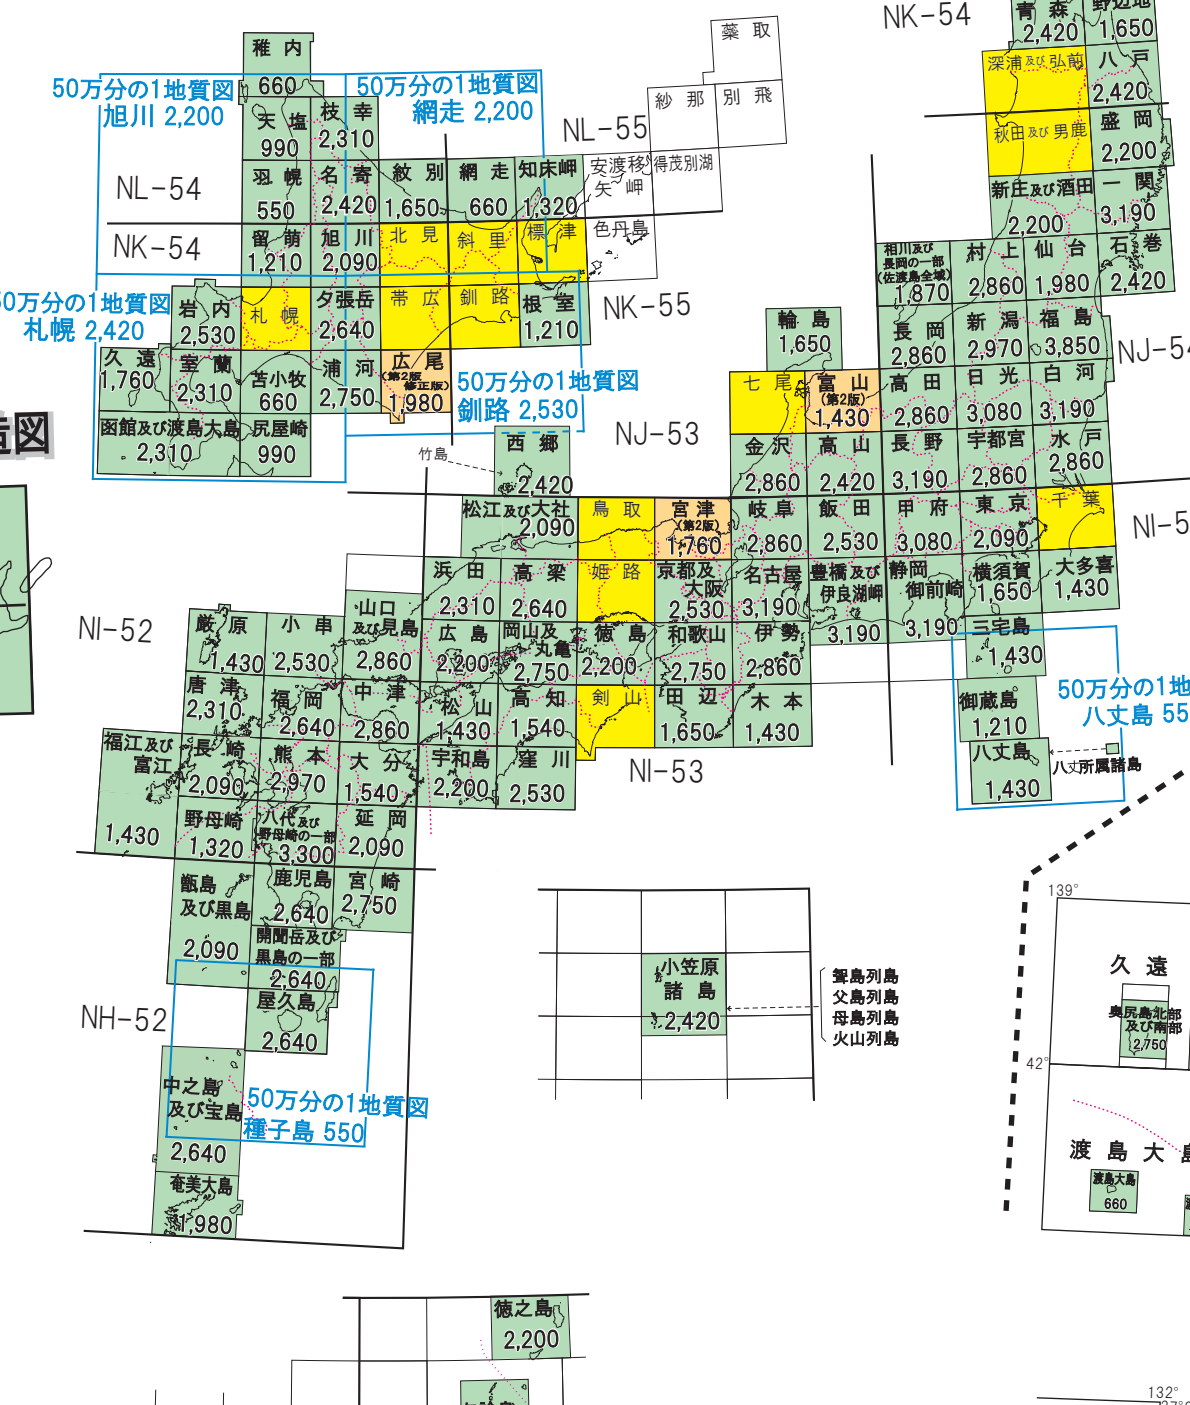 NK-54
青 森
2,420
野辺地
1,650
深浦及び弘前
八 戸
2,420
秋田及び男鹿
盛 岡
2,200
新庄及び酒田
2,200
一 関
3,190
相川及び
長岡の一部
(佐渡島全域)
1,870
村 上
2,860
仙 台
1,980
石 巻
2,420
長 岡
2,860
新 潟
2,970
福 島
3,850
NJ-54
輪 島
1,650
七 尾
富 山
(第2版)
1,430
高 田
2,860
日 光
3,080
白 河
3,190
金 沢
2,860
高 山
2,420
長 野
3,190
宇都宮
2,860
水 戸
2,860
稚 内
660
50万分の1地質図
旭川 2,200
50万分の1地質図
網走 2,200
天 塩
990
枝 幸
2,310
薬 取
紗 那
別 飛
NL-55
NL-54
羽 幌
550
名 寄
2,420
紋 別
1,650
網 走
660
知床岬
1,320
安渡移
矢 岬
得茂別湖
NK-54
留 萌
1,210
旭 川
2,090
北 見
斜 里
標 津
色丹島
50万分の1地質図
札幌 2,420
岩 内
2,530
札 幌
夕張岳
2,640
帯 広
釧 路
根 室
1,210
NK-55
久 遠
1,760
室 蘭
2,310
苫小牧
660
浦 河
2,750
広 尾
(第2版
修正版)
1,980
50万分の1地質図
釧路 2,530
函館及び渡島大島
2,310
尻屋崎
990
造図
NJ-53
竹島
西 郷
2,420
松江及び大社
2,090
鳥 取
宮 津
(第2版)
1,760
岐 阜
2,860
飯 田
2,530
甲 府
3,080
東 京
2,090
千 葉
NI-5
浜 田
2,310
高 梁
2,640
姫 路
京都及
大阪
2,530
名古屋
3,190
豊橋及び
伊良湖岬
3,190
静岡
御前崎
3,190
横須賀
1,650
大多喜
1,430
NI-52
厳 原
1,430
小 串
2,530
山口
及び見島
2,860
広 島
2,200
岡山及
丸亀
2,750
徳 島
2,200
和歌山
2,750
伊 勢
2,860
三宅島
1,430
唐 津
2,310
福 岡
2,640
中 津
2,860
松 山
1,430
高 知
1,540
剣 山
田 辺
1,650
木 本
1,430
御蔵島
1,210
50万分の1地
八丈島 55
福江及び
富江
1,430
長 崎
2,090
熊 本
2,970
大 分
1,540
宇和島
2,200
窪 川
2,530
NI-53
八丈島
1,430
八丈所属諸島
野母崎
1,320
八代及び
野母崎の一部
3,300
延 岡
2,090
甑島
及び黒島
2,090
鹿児島
2,640
宮 崎
2,750
開聞岳及び
黒島の一部
2,640
NH-52
屋久島
2,640
中之島
及び宝島
2,640
50万分の1地質図
種子島 550
奄美大島
1,980
小笠原
諸 島
2,420
聟島列島
父島列島
母島列島
火山列島
139°
久 遠
奥尻島北部
及び南部
2,750
42°
渡 島 大 島
渡島大島
660
徳之島
2,200
132°